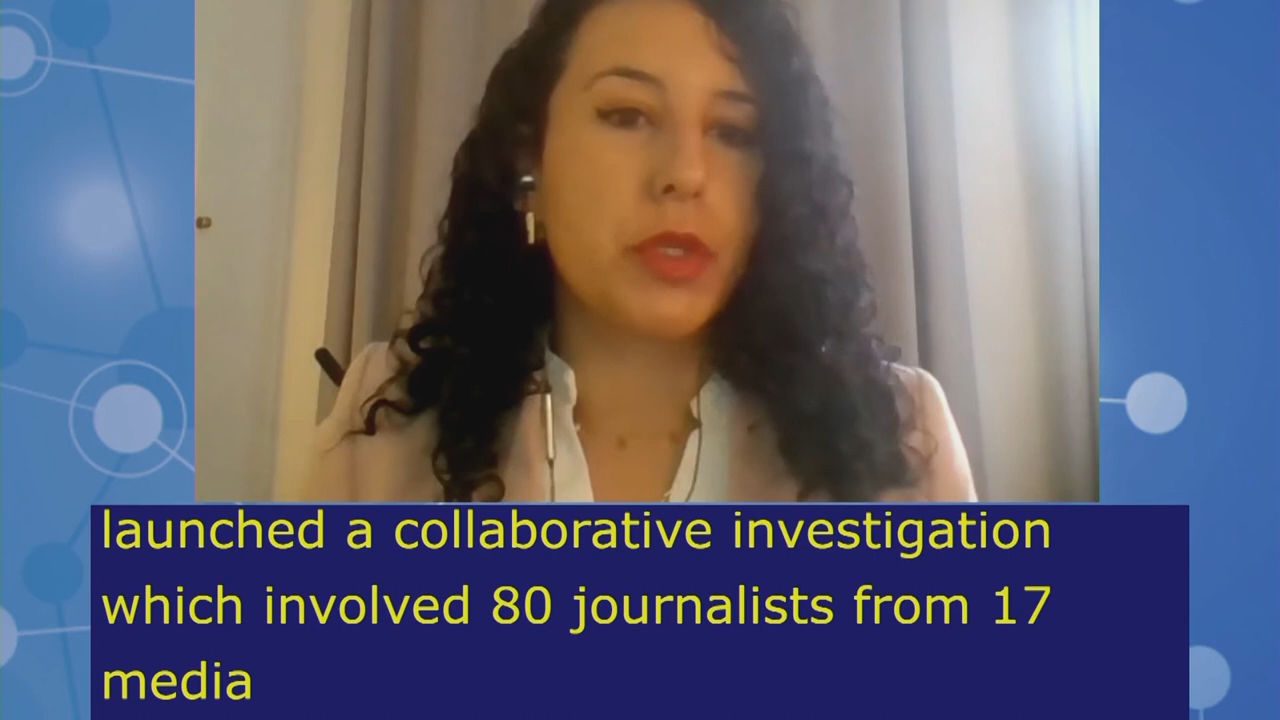 launched a collaborative investigation
which involved 80 journalists from 17
media